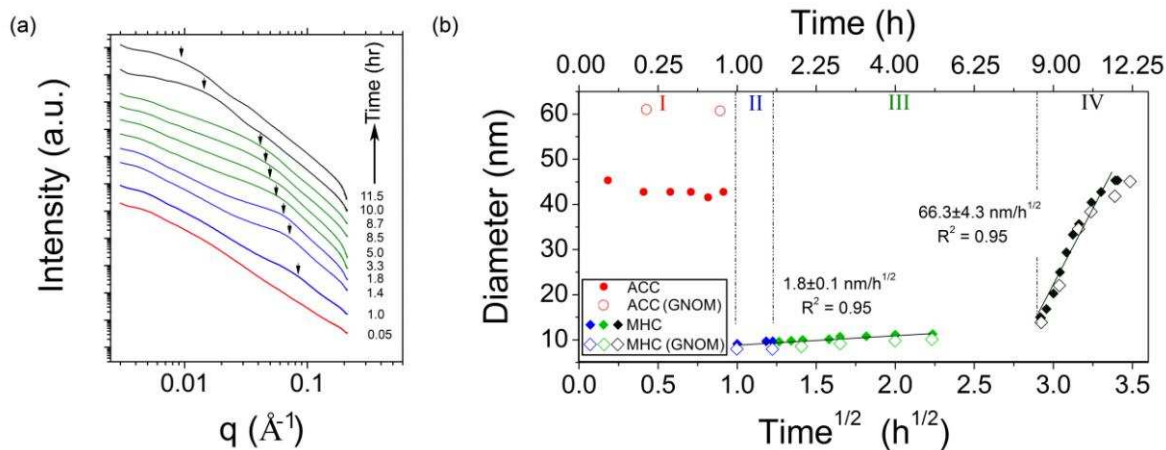 (a)
Intensity (a.u.)
Time (hr)
11.5
10.0
8.7
8.5
5.0
3.3
1.8
1.4
1.0
0.05
0.01
0.1
q (Å-1)
(b)
Time (h)
0.00 0.25 1.00 2.25 4.00 6.25 9.00 12.25
I II III IV
Diameter (nm)
60
50
40
30
20
10
66.3±4.3 nm/h1/2
R2 = 0.95
1.8±0.1 nm/h1/2
R2 = 0.95
ACC
ACC (GNOM)
MHC
MHC (GNOM)
0.0 0.5 1.0 1.5 2.0 2.5 3.0 3.5
Time1/2 (h1/2)